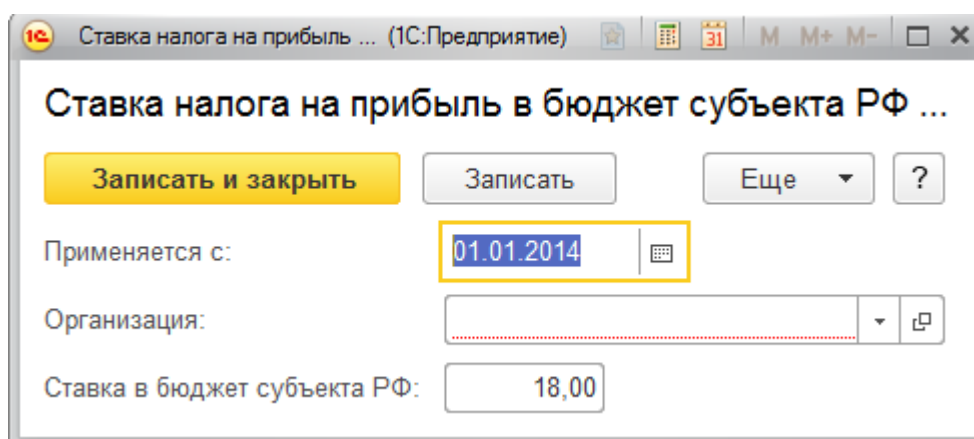 1С Ставка налога на прибыль ... (1С:Предприятие) 31 M M+ M-
Ставка налога на прибыль в бюджет субъекта РФ ...
Записать и закрыть Записать Еще ?
Применяется с: 01.01.2014
Организация:
Ставка в бюджет субъекта РФ: 18,00